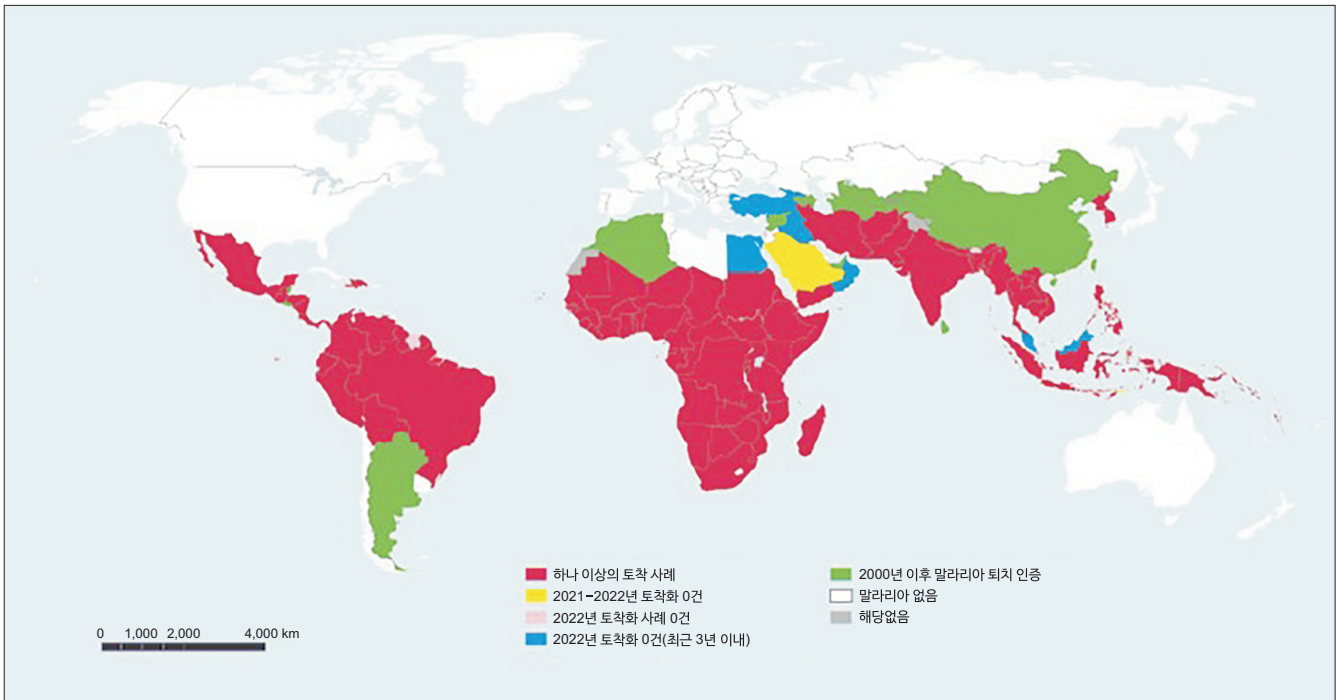 하나 이상의 토착 사례
2021-2022년 토착화 0건
2022년 토착화 사례 0건
2022년 토착화 0건(최근 3년 이내)
2000년 이후 말라리아 퇴치 인증
말라리아 없음
해당없음
0 1,000 2,000 4,000 km